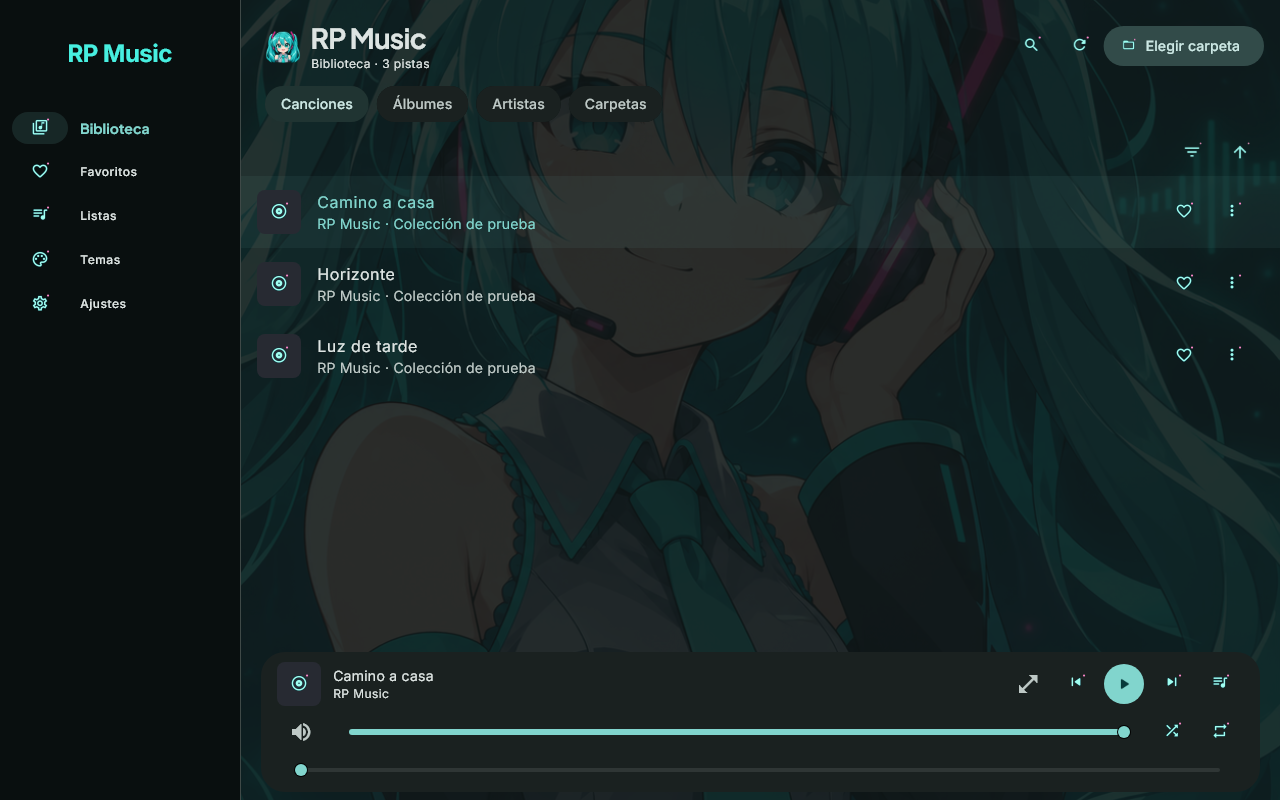 RP Music
Biblioteca
Favoritos
Listas
Temas
Ajustes
RP Music
Biblioteca · 3 pistas
Elegir carpeta
Canciones
Álbumes
Artistas
Carpetas
Camino a casa
RP Music · Colección de prueba
Horizonte
RP Music · Colección de prueba
Luz de tarde
RP Music · Colección de prueba
Camino a casa
RP Music